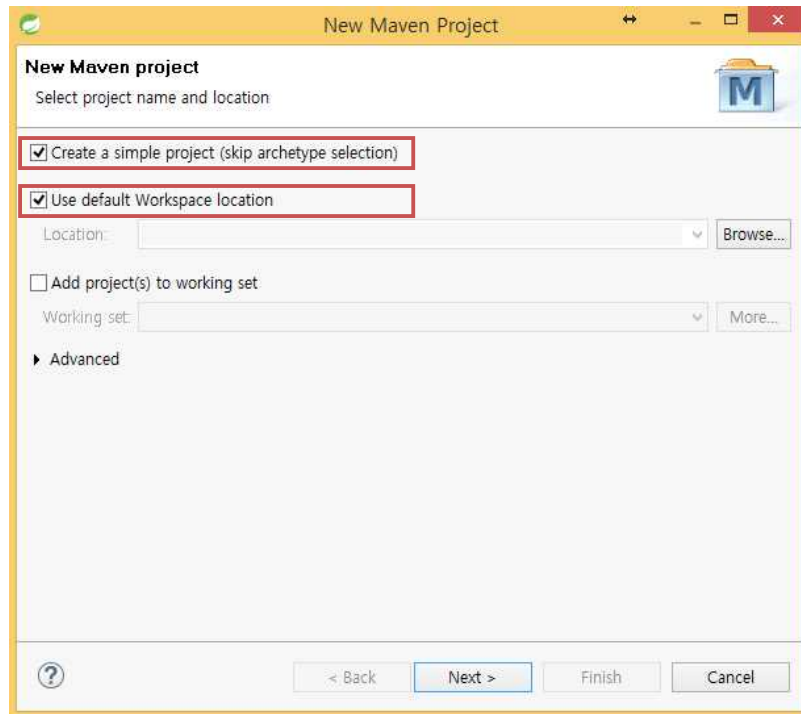 New Maven Project
New Maven project
Select project name and location
M
Create a simple project (skip archetype selection)
Use default Workspace location
Location:
Browse...
Add project(s) to working set
Working set:
More...
Advanced
?
< Back
Next >
Finish
Cancel